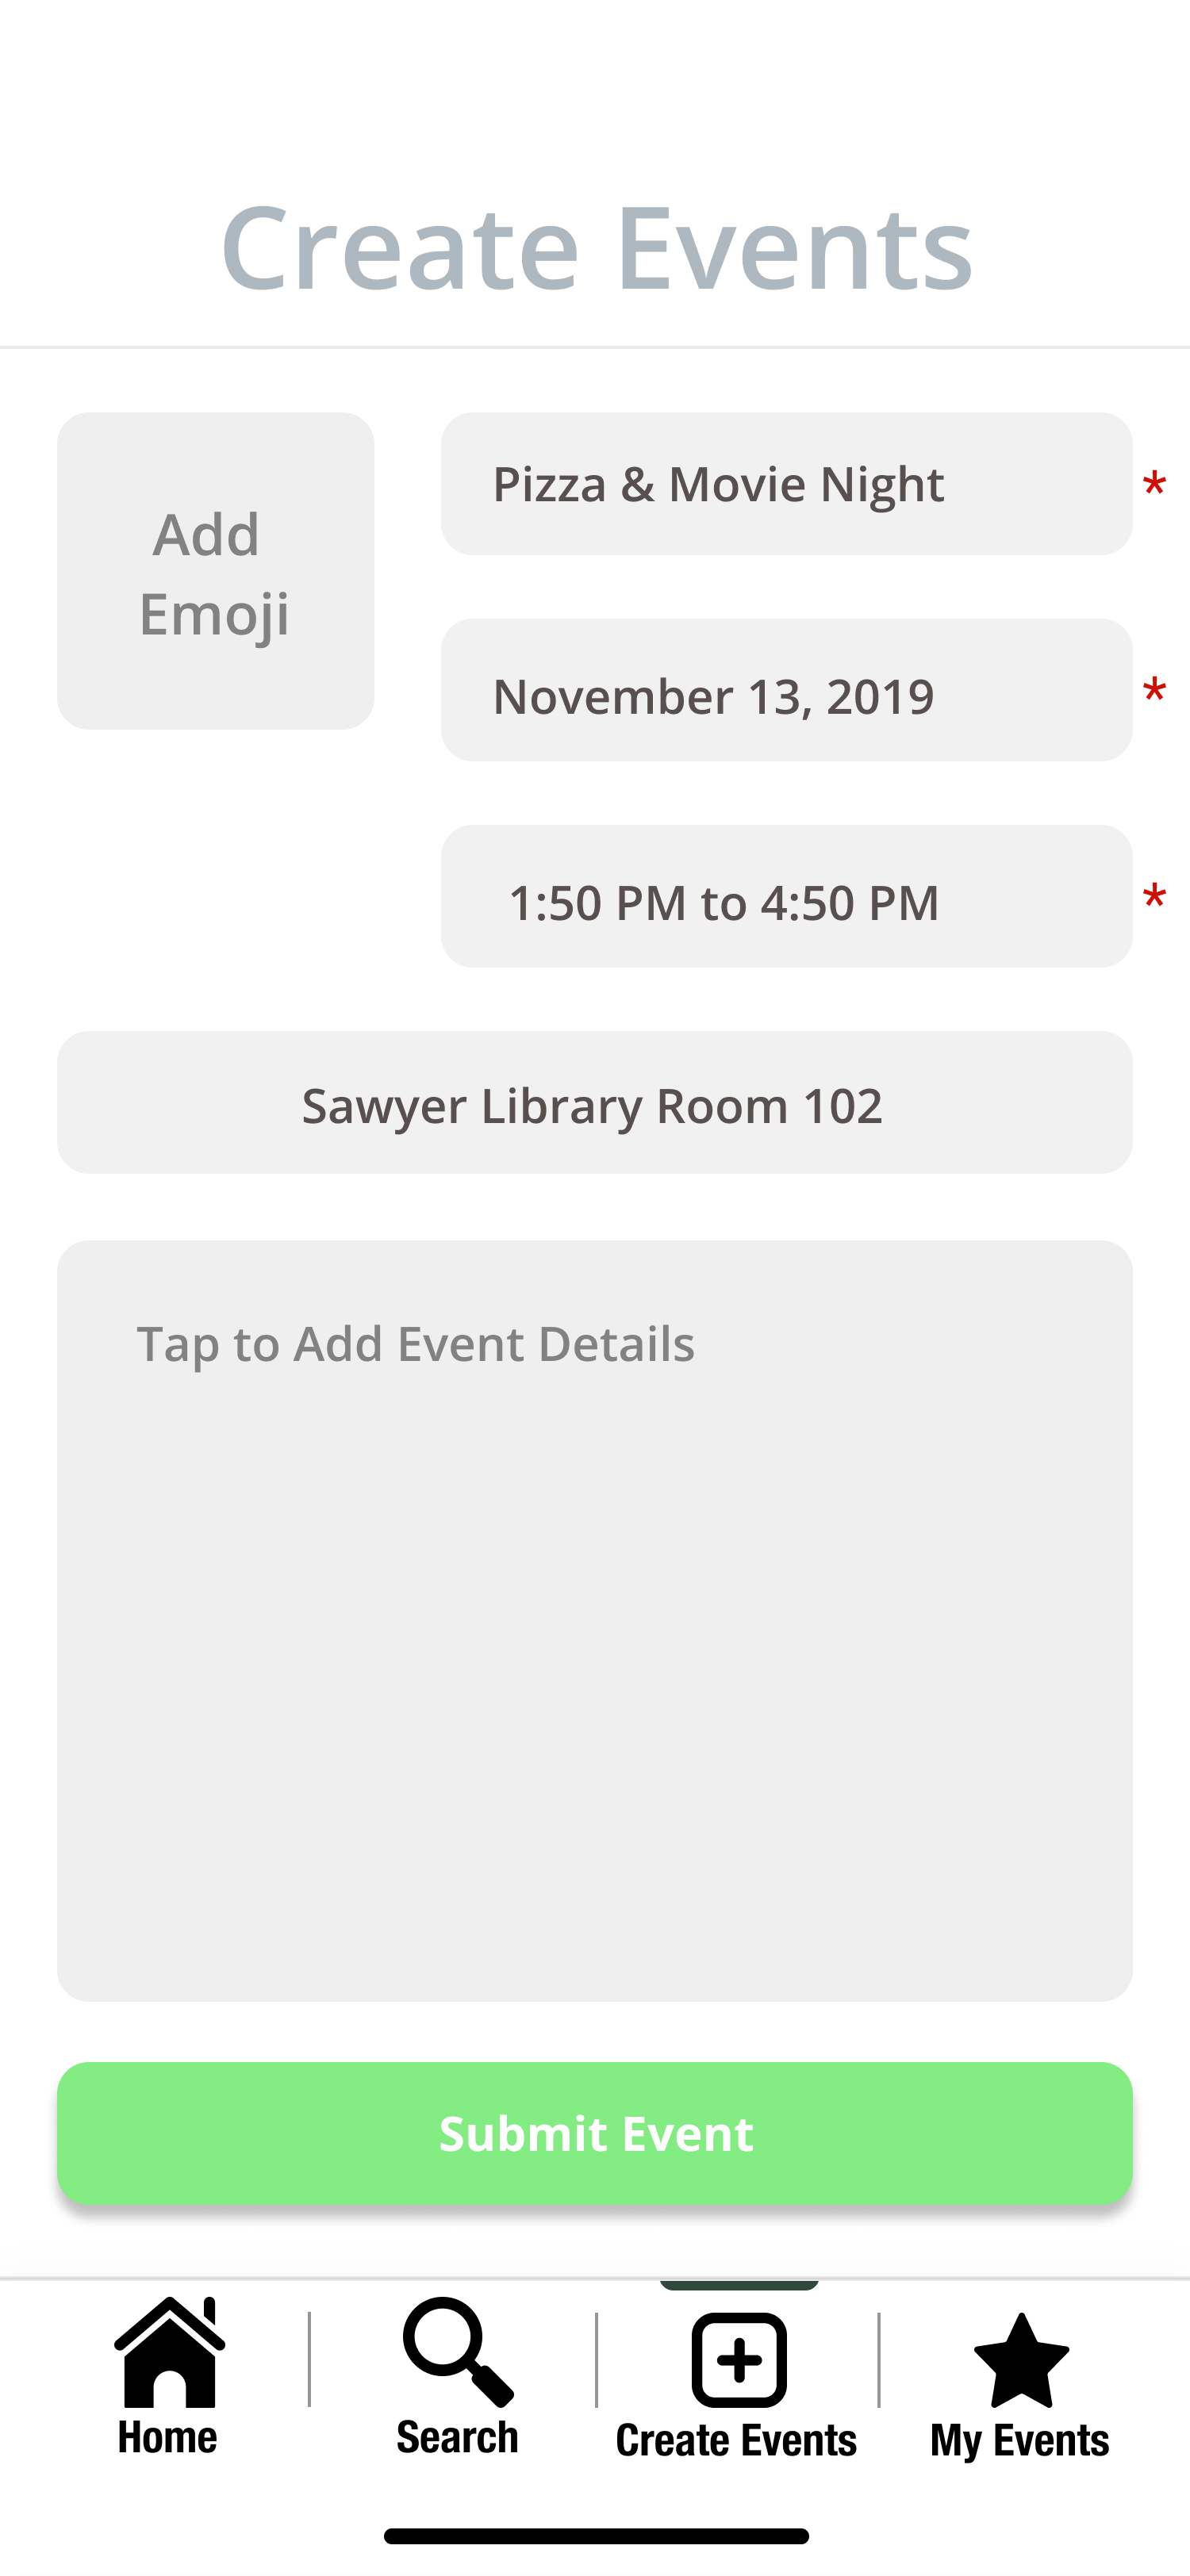 Create Events
Add
Emoji
Pizza & Movie Night *
November 13, 2019 *
1:50 PM to 4:50 PM *
Sawyer Library Room 102
Tap to Add Event Details
Submit Event
Home
Search
Create Events
My Events